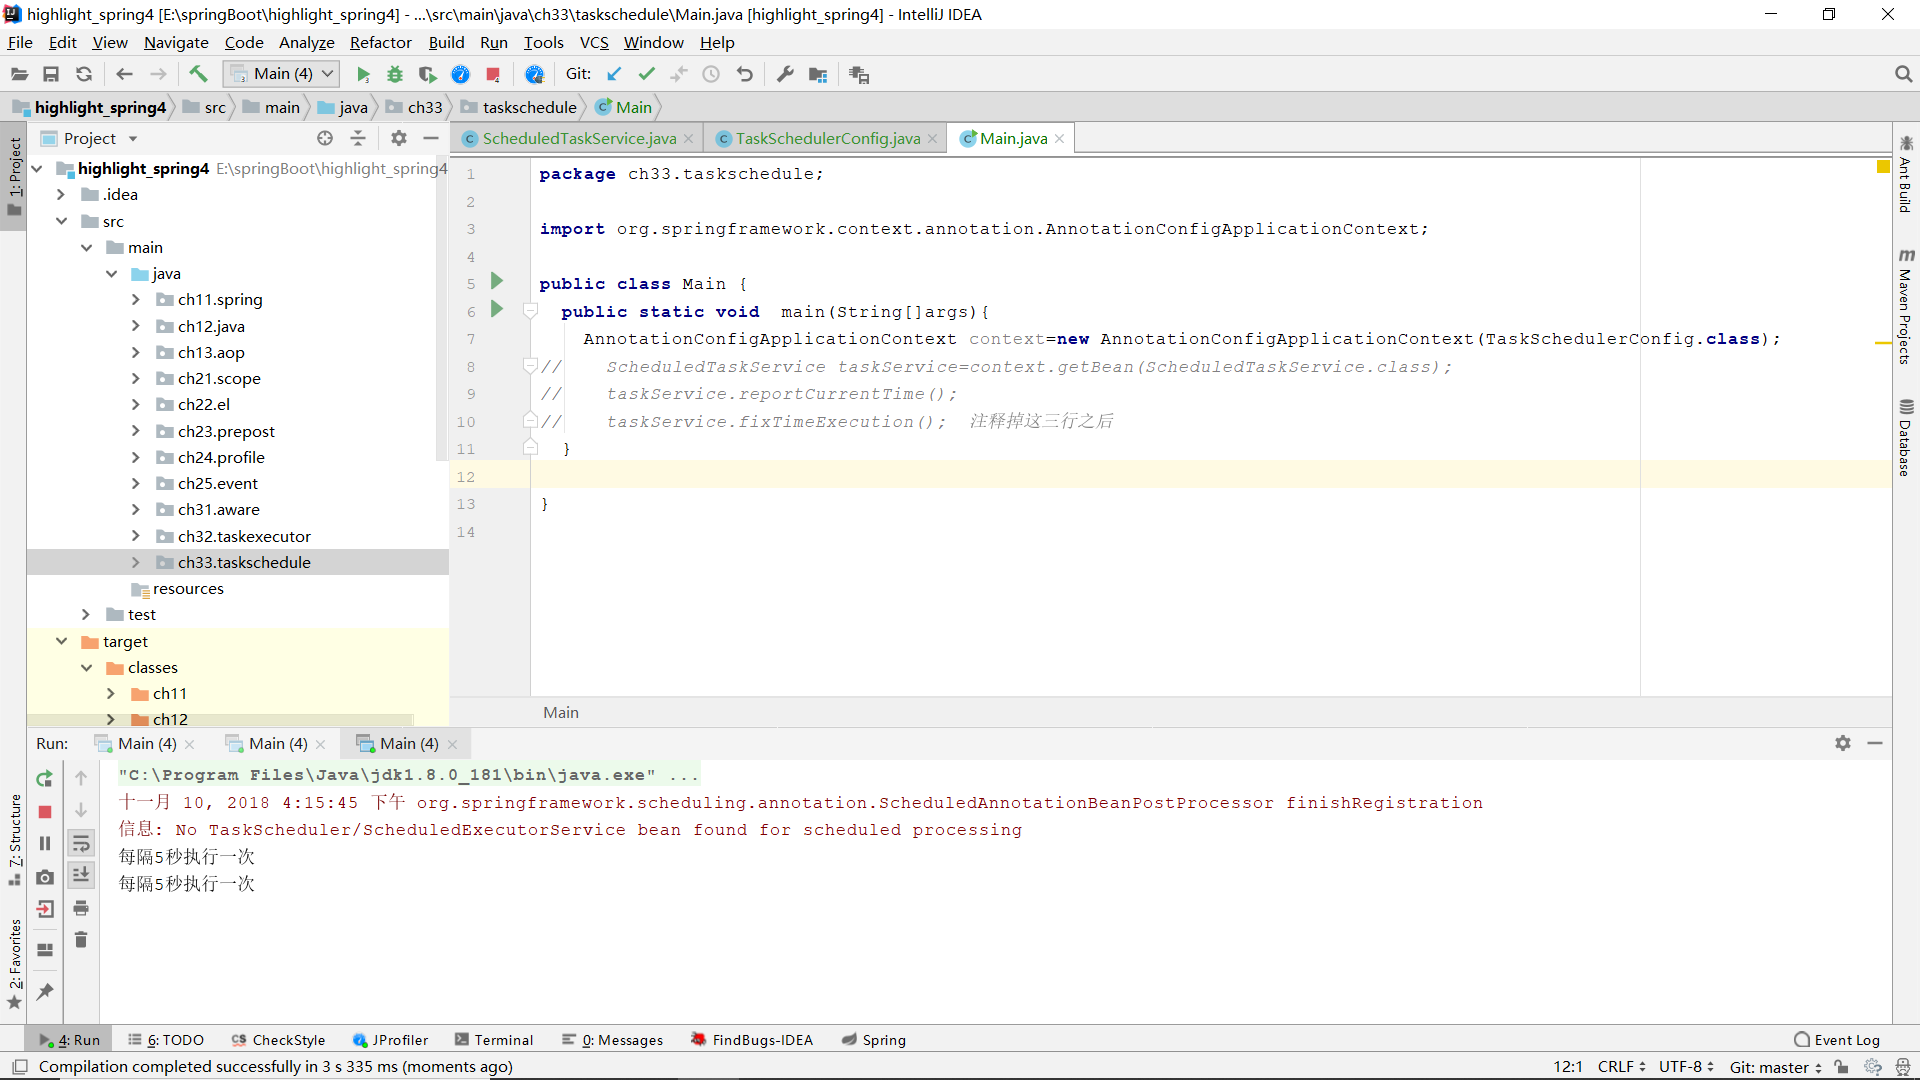 highlight_spring4 [E:\springBoot\highlight_spring4] - ...\src\main\java\ch33\taskschedule\Main.java [highlight_spring4] - IntelliJ IDEA
File Edit View Navigate Code Analyze Refactor Build Run Tools VCS Window Help
Main (4) Git:
highlight_spring4 src main java ch33 taskschedule Main
1: Project
Project
highlight_spring4 E:\springBoot\highlight_spring4
.idea
src
main
java
ch11.spring
ch12.java
ch13.aop
ch21.scope
ch22.el
ch23.prepost
ch24.profile
ch25.event
ch31.aware
ch32.taskexecutor
ch33.taskschedule
resources
test
target
classes
ch11
ch12
ScheduledTaskService.java TaskSchedulerConfig.java Main.java
1 package ch33.taskschedule;
2
3 import org.springframework.context.annotation.AnnotationConfigApplicationContext;
4
5 public class Main {
6 public static void  main(String[]args){
7 AnnotationConfigApplicationContext context=new AnnotationConfigApplicationContext(TaskSchedulerConfig.class);
8 //    ScheduledTaskService taskService=context.getBean(ScheduledTaskService.class);
9 //    taskService.reportCurrentTime();
10 //    taskService.fixTimeExecution();  注释掉这三行之后
11 }
12
13 }
14
Main
Ant Build
m Maven Projects
Database
Run: Main (4) Main (4) Main (4)
"C:\Program Files\Java\jdk1.8.0_181\bin\java.exe" ...
十一月 10, 2018 4:15:45 下午 org.springframework.scheduling.annotation.ScheduledAnnotationBeanPostProcessor finishRegistration
信息: No TaskScheduler/ScheduledExecutorService bean found for scheduled processing
每隔5秒执行一次
每隔5秒执行一次
7: Structure
2: Favorites
4: Run 6: TODO CS CheckStyle JProfiler Terminal 0: Messages FindBugs-IDEA Spring Event Log
Compilation completed successfully in 3 s 335 ms (moments ago) 12:1 CRLF UTF-8 Git: master